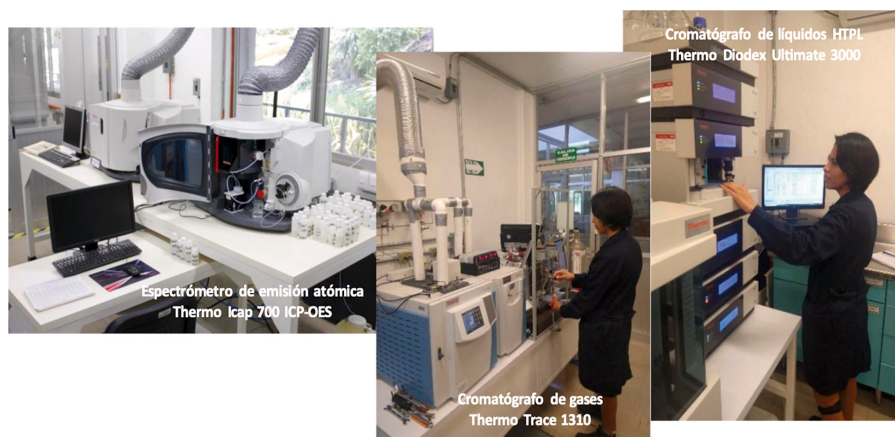 Espectrómetro de emisión atómica
Thermo Icap 700 ICP-OES
Cromatógrafo de gases
Thermo Trace 1310
Cromatógrafo de líquidos HTPL
Thermo Diodex Ultimate 3000
Thermo